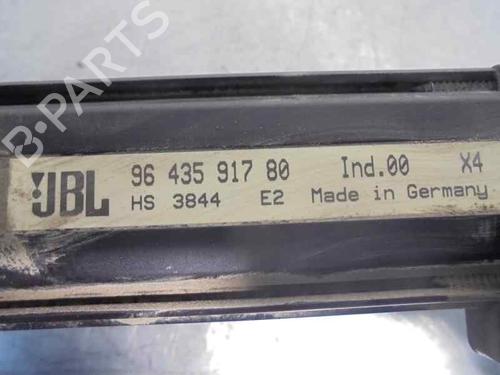 B-PARTS
JBL 96 435 917 80 Ind.00 X4
HS 3844 E2 Made in Germany